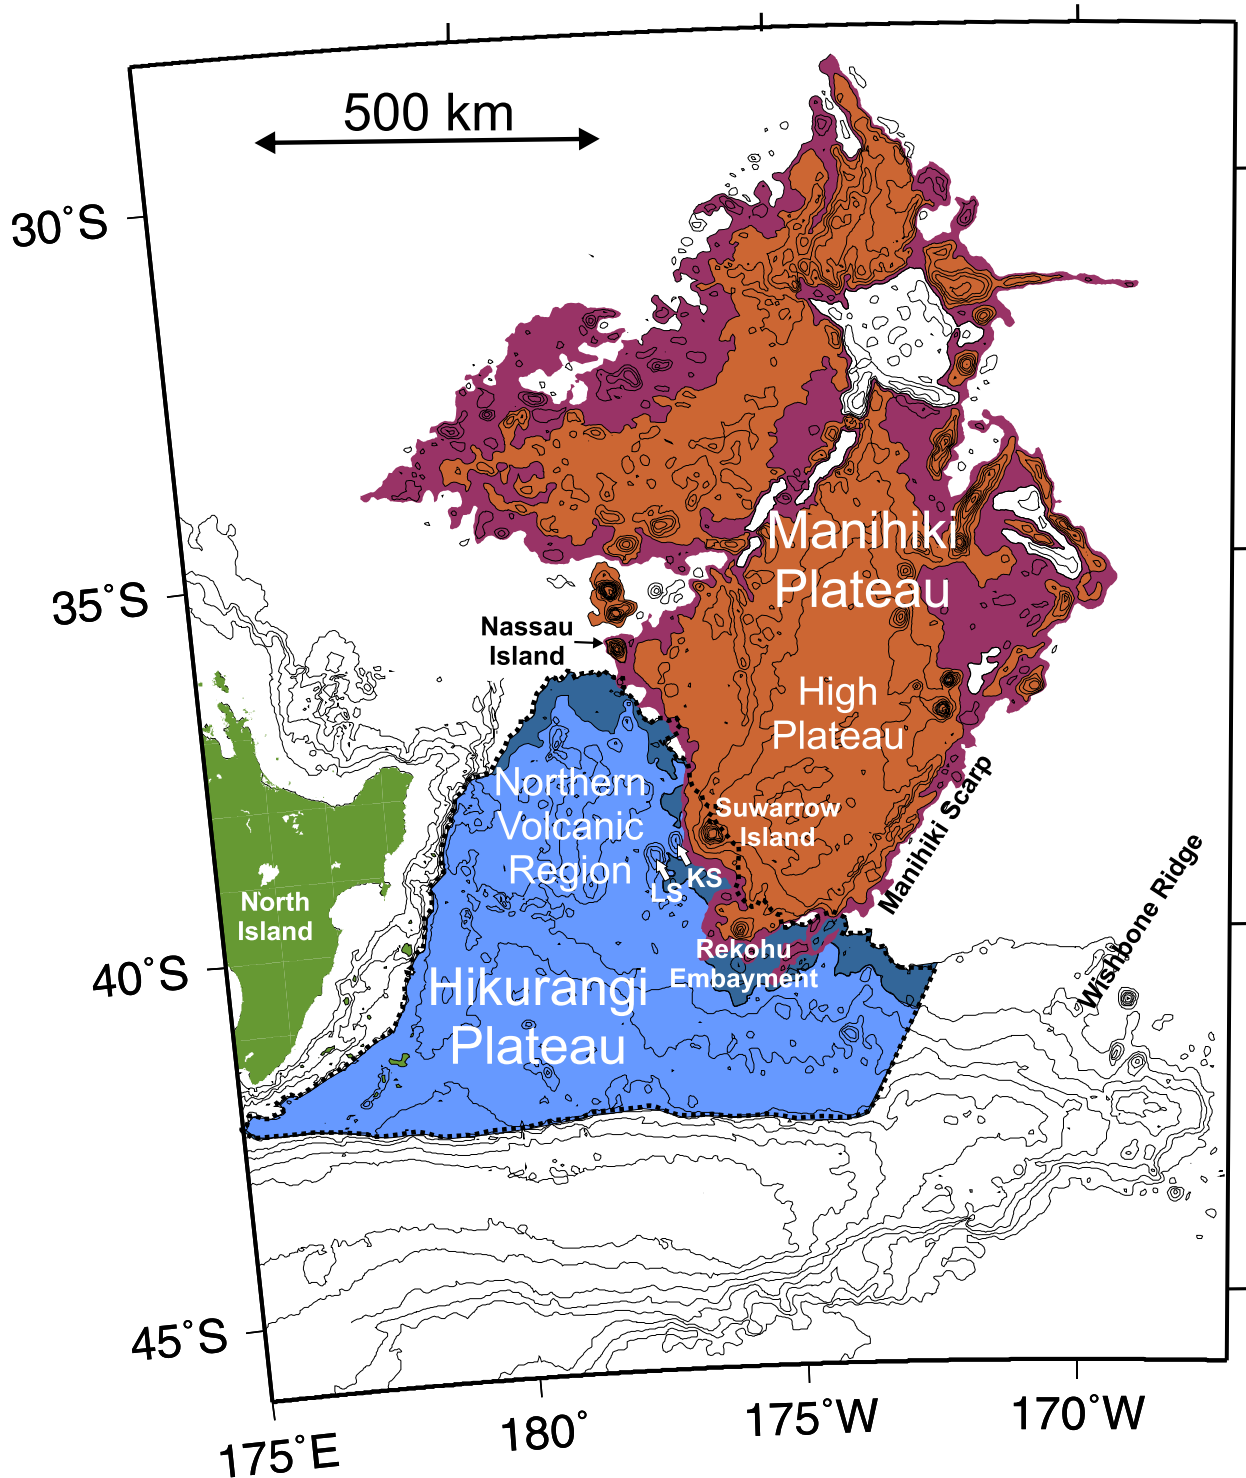 500 km
30°S
Manihiki
Plateau
35°S
Nassau
Island
High
Plateau
Northern
Volcanic
Region
Suwarrow
Island
Manihiki Scarp
KS
LS
Wishbone Ridge
North
Island
Rekohu
Embayment
40°S
Hikurangi
Plateau
45°S
175°E
180°
175°W
170°W